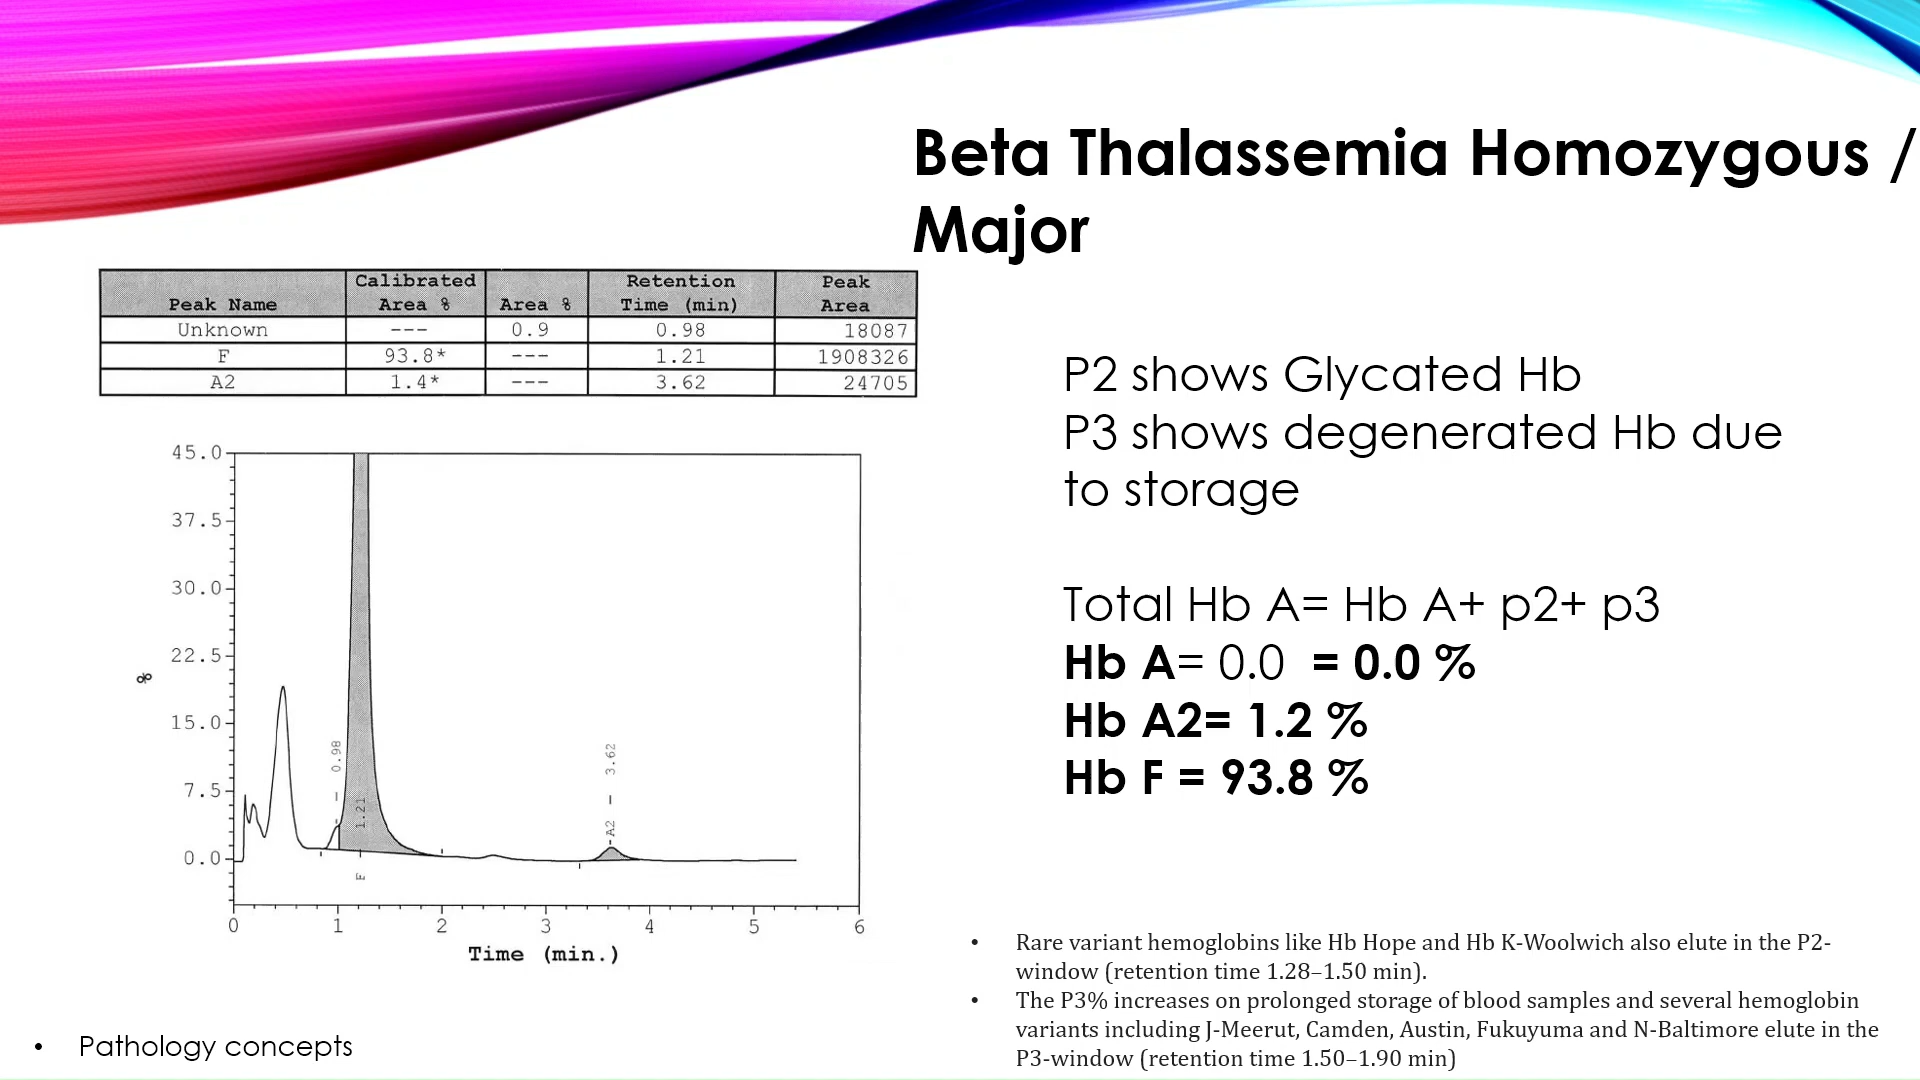 Beta Thalassemia Homozygous /
Major
Peak Name Calibrated Area % Area % Retention Time (min) Peak Area
Unknown --- 0.9 0.98 18087
F 93.8* --- 1.21 1908326
A2 1.4* --- 3.62 24705
P2 shows Glycated Hb
P3 shows degenerated Hb due
to storage
Total Hb A= Hb A+ p2+ p3
Hb A= 0.0 = 0.0 %
Hb A2= 1.2 %
Hb F = 93.8 %
45.0
37.5
30.0
22.5
%
15.0
7.5
0.0
0.98
1.21
F
3.62
A2
0 1 2 3 4 5 6
Time (min.)
• Rare variant hemoglobins like Hb Hope and Hb K-Woolwich also elute in the P2-
window (retention time 1.28–1.50 min).
• The P3% increases on prolonged storage of blood samples and several hemoglobin
variants including J-Meerut, Camden, Austin, Fukuyuma and N-Baltimore elute in the
P3-window (retention time 1.50–1.90 min)
• Pathology concepts